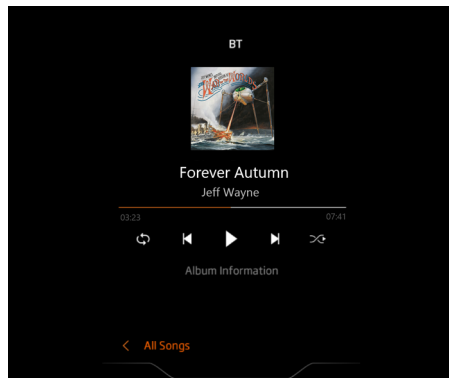 BT
Forever Autumn
Jeff Wayne
03:23
07:41
Album Information
All Songs